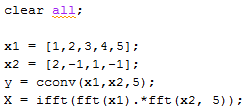 clear all;
x1 = [1,2,3,4,5];
x2 = [2,-1,1,-1];
y = cconv(x1,x2,5);
X = ifft(fft(x1).*fft(x2, 5));